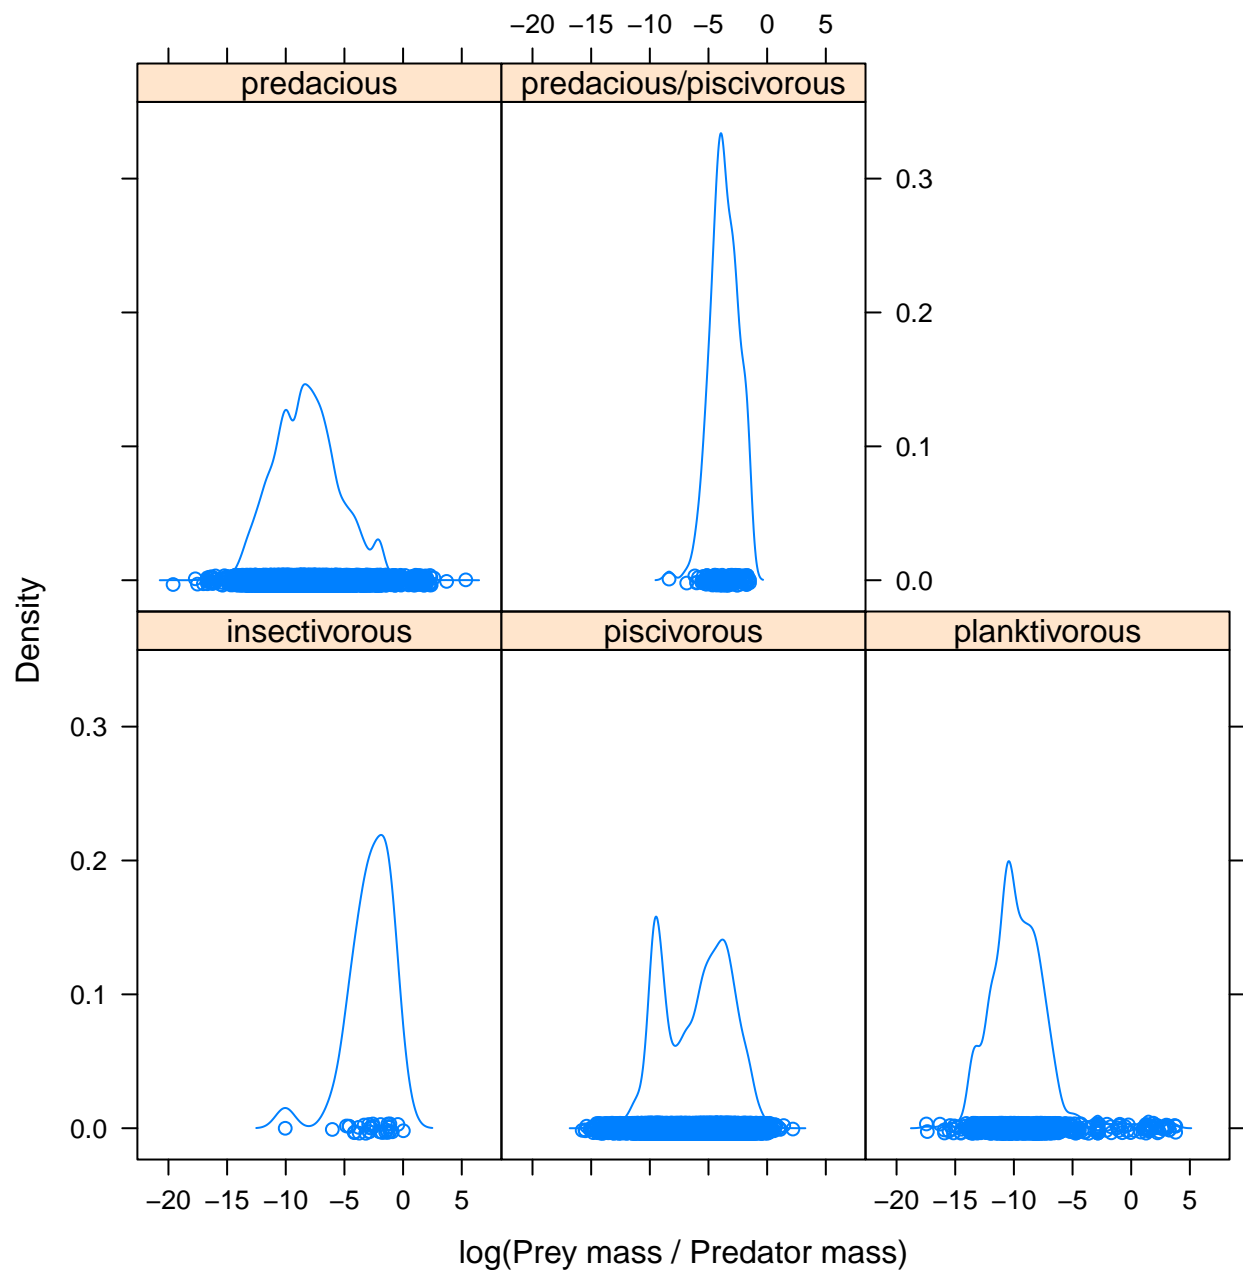 −20 −15 −10 −5 0 5
predacious predacious/piscivorous
0.3
0.2
0.1
0.0
Density
insectivorous piscivorous planktivorous
0.3
0.2
0.1
0.0
−20 −15 −10 −5 0 5 −20 −15 −10 −5 0 5
log(Prey mass / Predator mass)